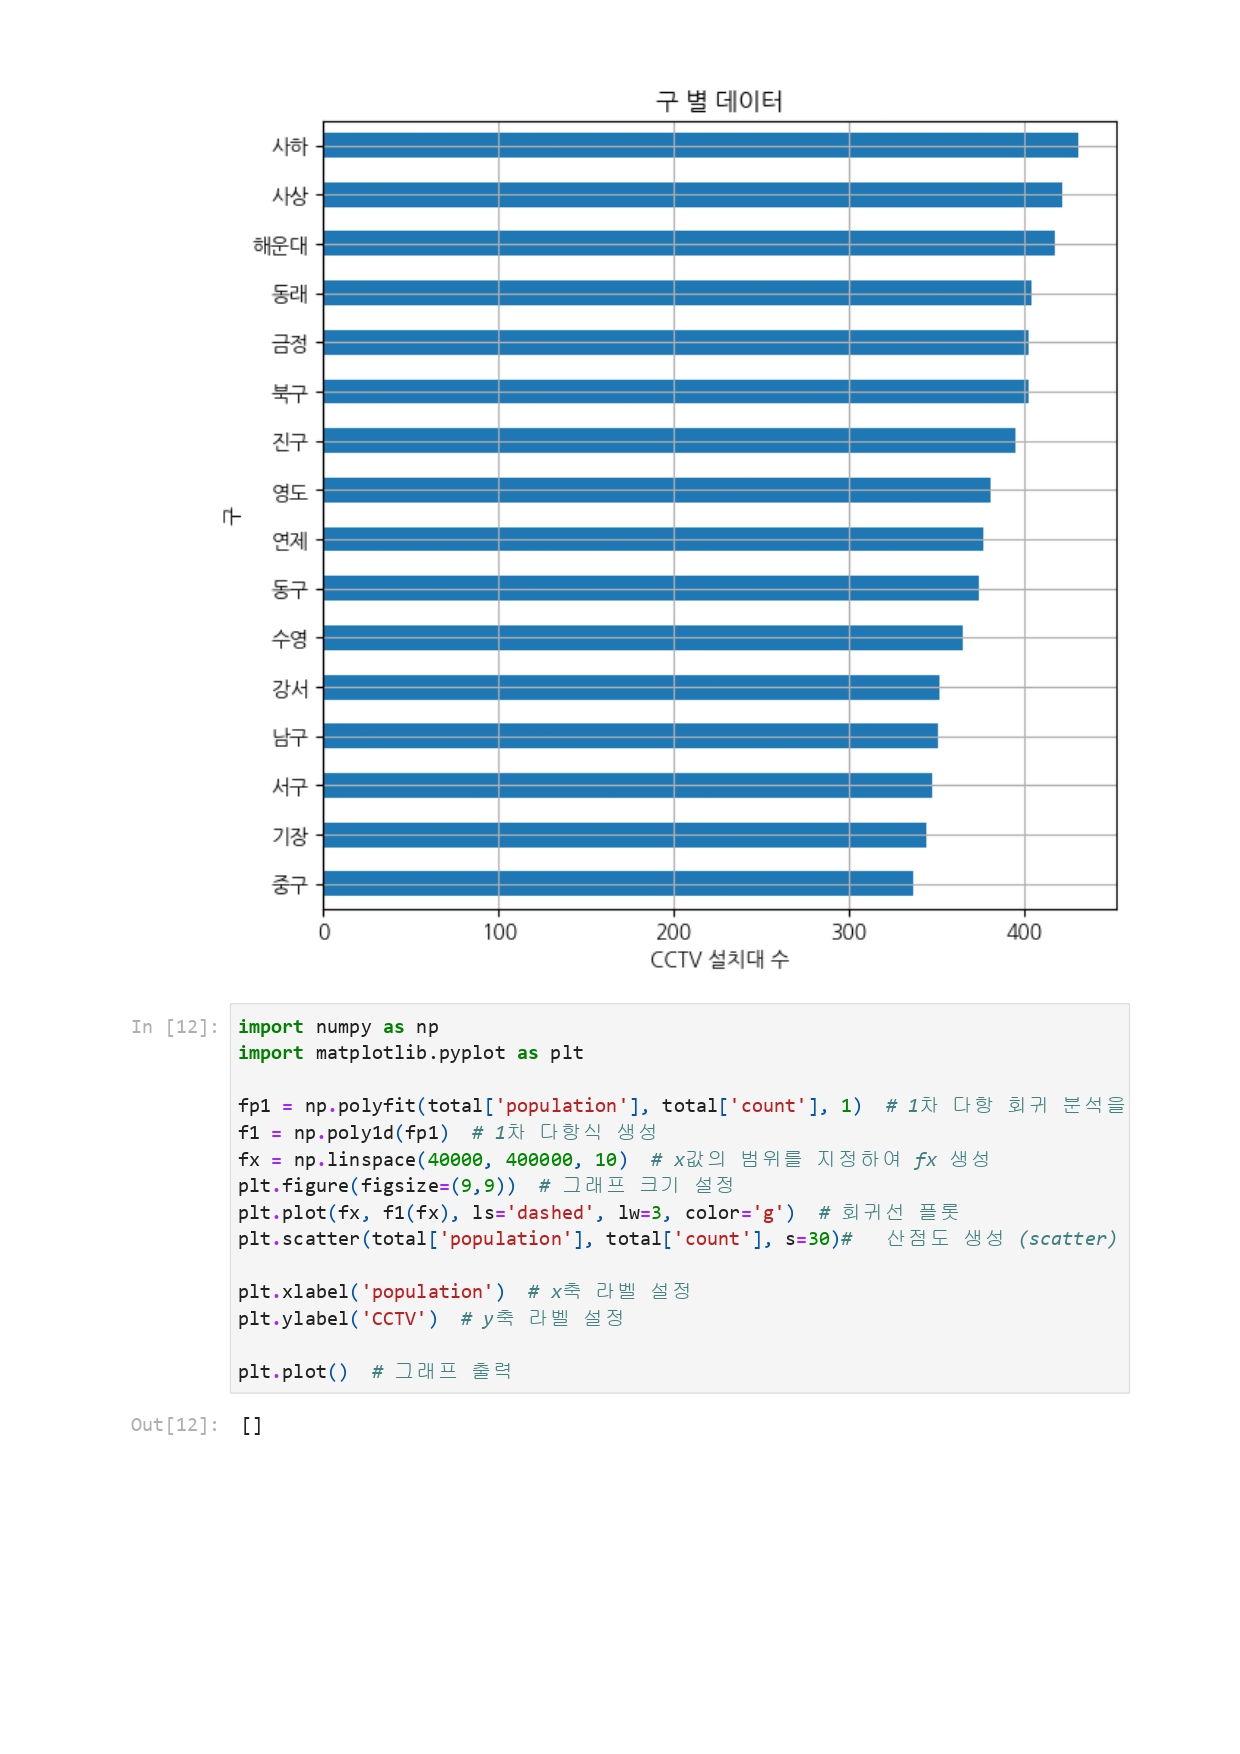 구 별 데이터
사하
사상
해운대
동래
금정
북구
진구
영도
연제
동구
수영
강서
남구
서구
기장
중구
구
0 100 200 300 400
CCTV 설치대 수
In [12]:
import numpy as np
import matplotlib.pyplot as plt
fp1 = np.polyfit(total['population'], total['count'], 1)  # 1차 다항 회귀 분석을
f1 = np.poly1d(fp1)  # 1차 다항식 생성
fx = np.linspace(40000, 400000, 10)  # x값의 범위를 지정하여 fx 생성
plt.figure(figsize=(9,9))  # 그래프 크기 설정
plt.plot(fx, f1(fx), ls='dashed', lw=3, color='g')  # 회귀선 플롯
plt.scatter(total['population'], total['count'], s=30)#   산점도 생성 (scatter)
plt.xlabel('population')  # x축 라벨 설정
plt.ylabel('CCTV')  # y축 라벨 설정
plt.plot()  # 그래프 출력
Out[12]: []